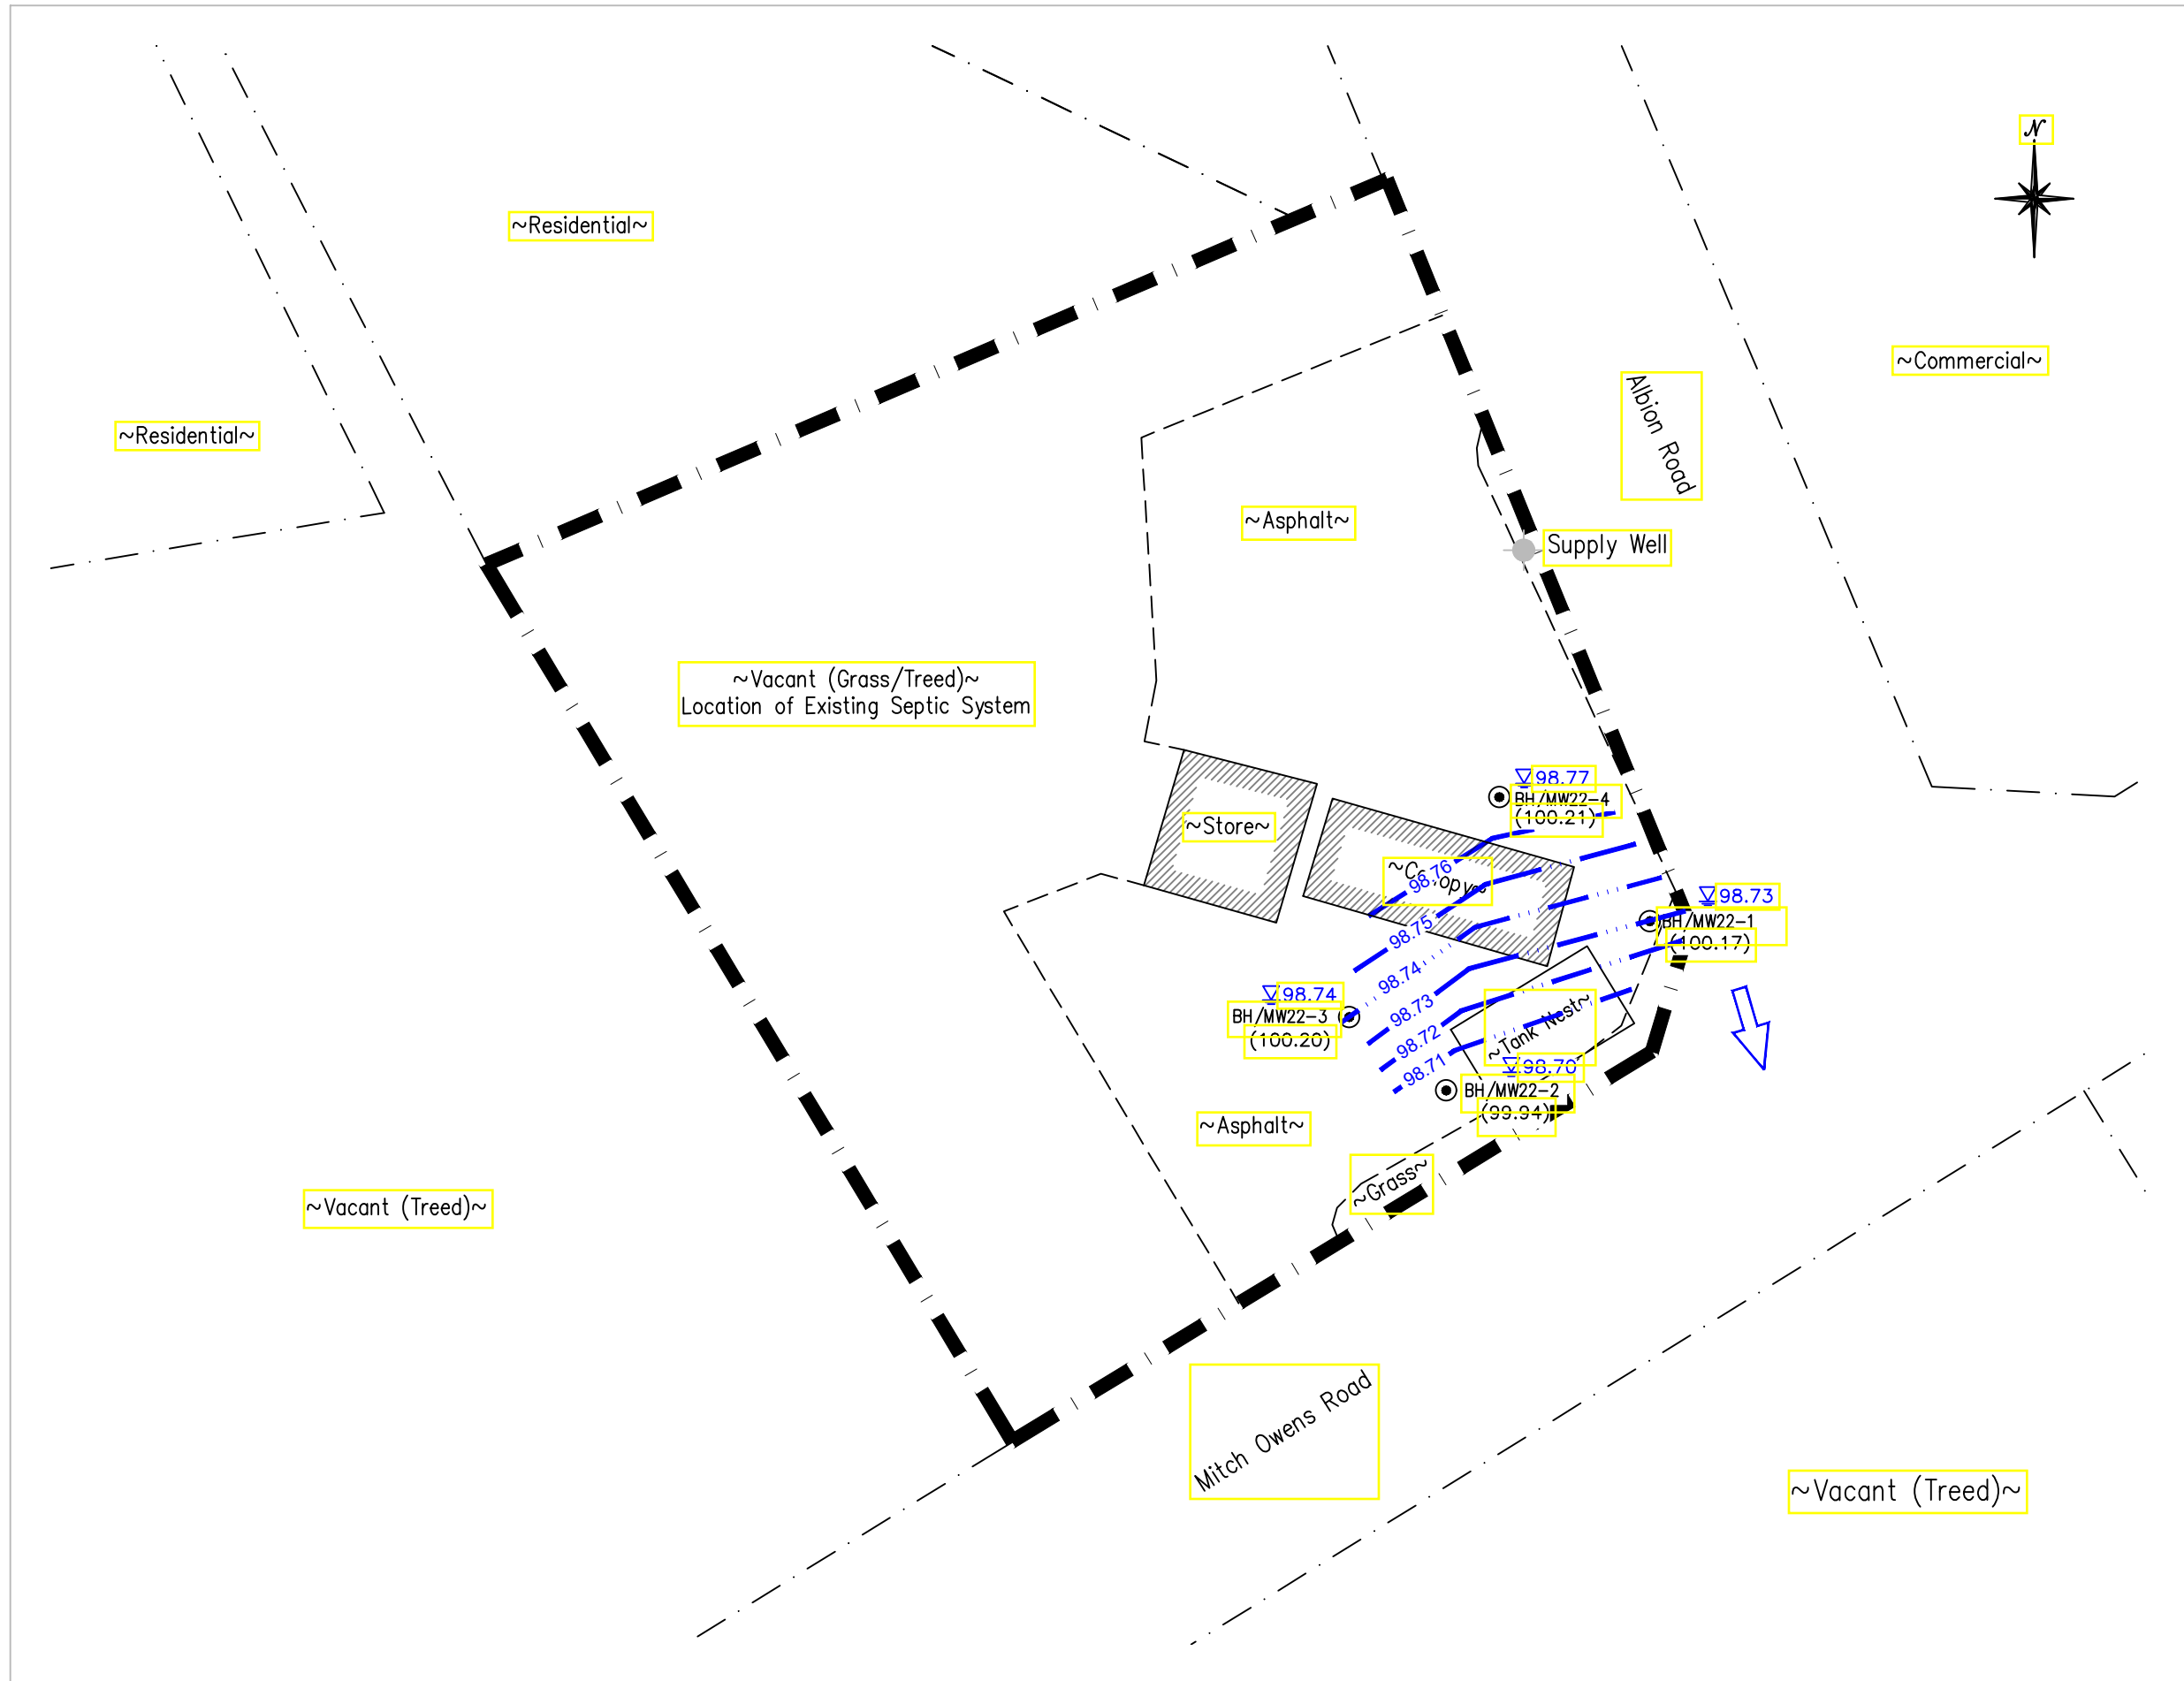 N
~Residential~
~Commercial~
Albion Road
~Residential~
~Asphalt~
Supply Well
~Vacant (Grass/Treed)~
Location of Existing Septic System
98.77
BH/MW22-4
(100.21)
~Store~
~Canopy~
98.76
98.75
98.74
98.73
98.72
98.71
98.73
BH/MW22-1
(100.17)
98.74
BH/MW22-3
(100.20)
~Tank Nest~
98.70
BH/MW22-2
(99.94)
~Asphalt~
~Grass~
~Vacant (Treed)~
Mitch Owens Road
~Vacant (Treed)~